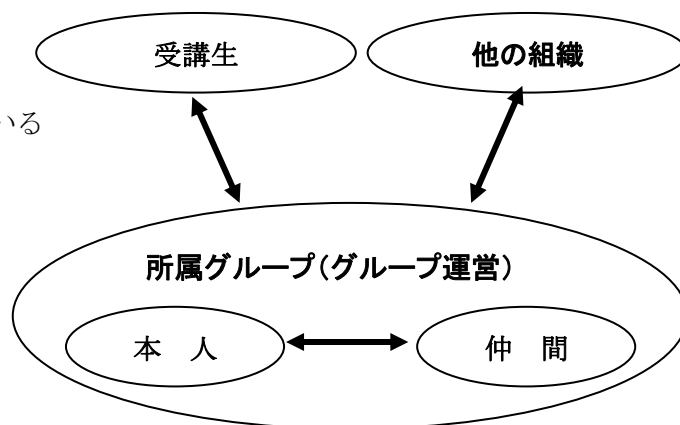 受講生
他の組織
いる
所属グループ(グループ運営)
本　人
仲　間